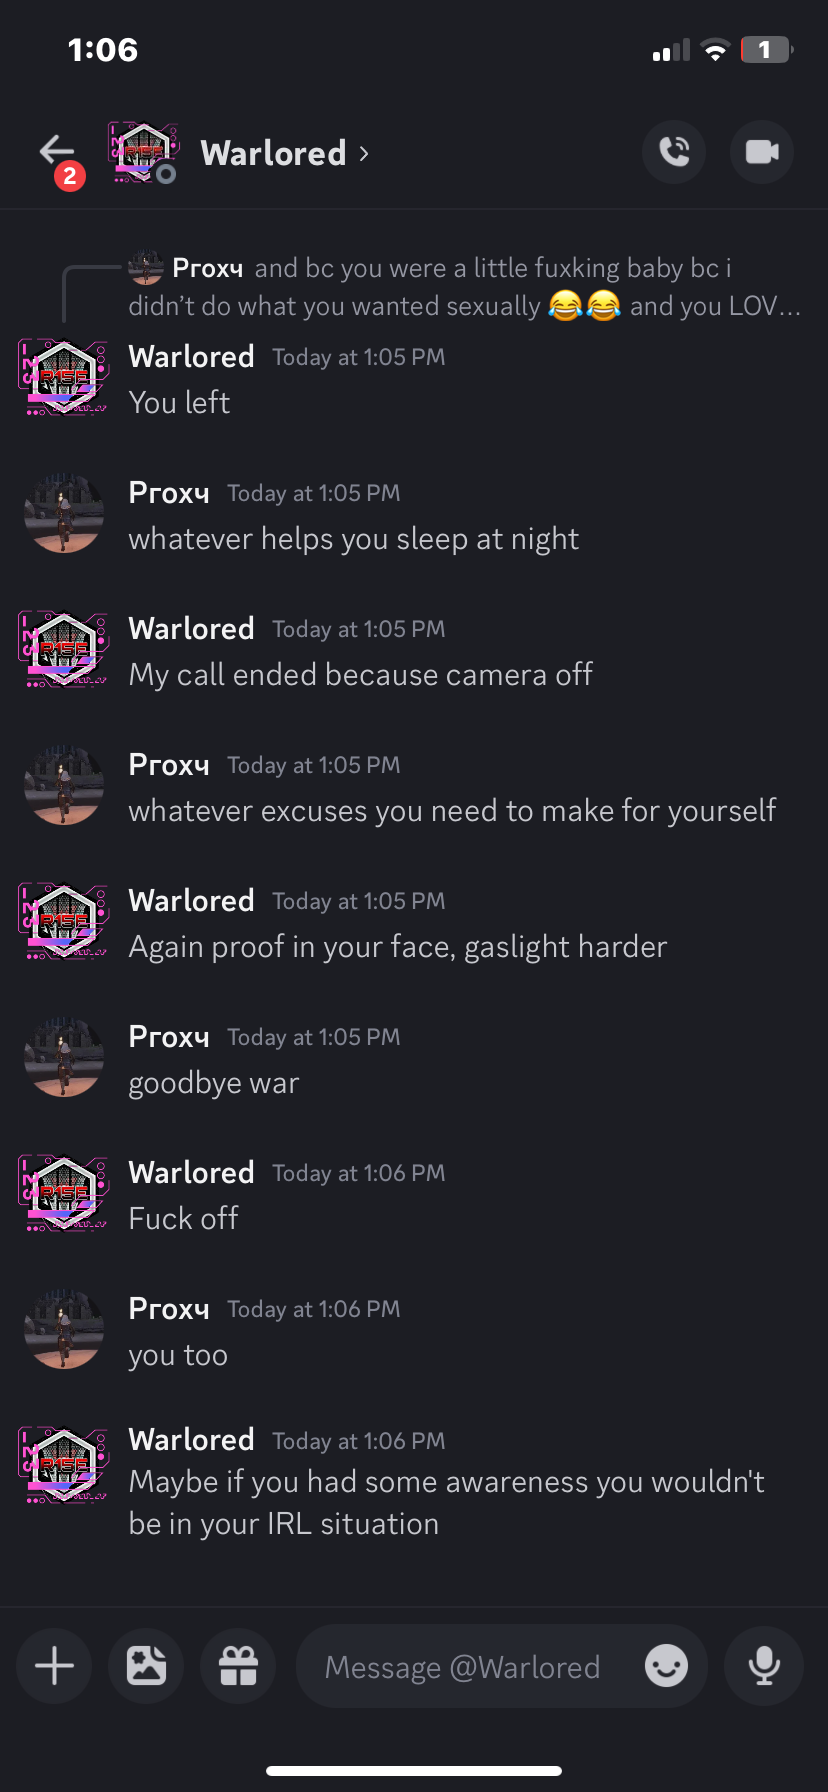 1:06
1
2
Warlored
Proxy and bc you were a little fuxking baby bc i
didn’t do what you wanted sexually 😂😂 and you LOV...
Warlored Today at 1:05 PM
You left
Proxч Today at 1:05 PM
whatever helps you sleep at night
Warlored Today at 1:05 PM
My call ended because camera off
Proxч Today at 1:05 PM
whatever excuses you need to make for yourself
Warlored Today at 1:05 PM
Again proof in your face, gaslight harder
Proxч Today at 1:05 PM
goodbye war
Warlored Today at 1:06 PM
Fuck off
Proxч Today at 1:06 PM
you too
Warlored Today at 1:06 PM
Maybe if you had some awareness you wouldn't
be in your IRL situation
Message @Warlored